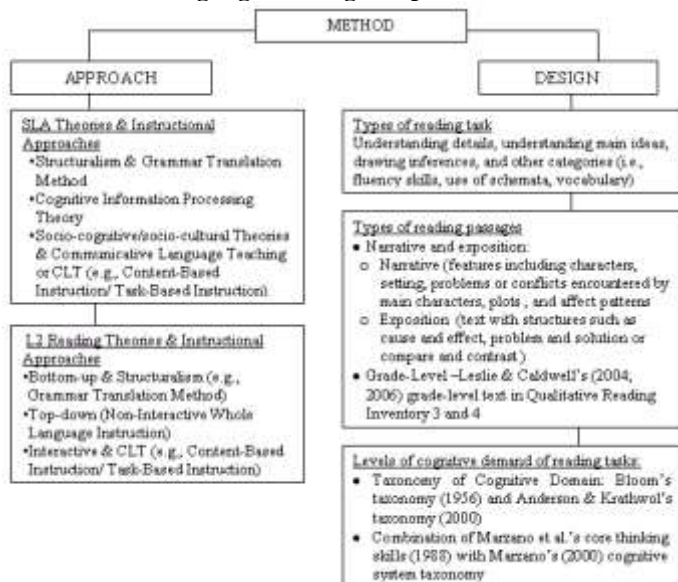 METHOD
APPROACH
SLA Theories & Instructional
Approaches
•Structuralism & Grammar Translation
Method
•Cognitive Information Processing
Theory
•Socio-cognitive/socio-cultural Theories
& Communicative Language Teaching
or CLT (e.g., Content-Based
Instruction/ Task-Based Instruction)
L2 Reading Theories & Instructional
Approaches
•Bottom-up & Structuralism (e.g.,
Grammar Translation Method)
•Top-down (Non-Interactive Whole
Language Instruction)
•Interactive & CLT (e.g., Content-Based
Instruction/ Task-Based Instruction)
DESIGN
Types of reading task
Understanding details, understanding main ideas,
drawing inferences, and other categories (i.e.,
fluency skills, use of schemata, vocabulary)
Types of reading passages
• Narrative and exposition:
o Narrative (features including characters,
setting, problems or conflicts encountered by
main characters, plots , and affect patterns
o Exposition (text with structures such as
cause and effect, problem and solution or
compare and contrast )
• Grade-Level –Leslie & Caldwell's (2004,
2006) grade-level text in Qualitative Reading
Inventory 3 and 4
Levels of cognitive demand of reading tasks:
• Taxonomy of Cognitive Domain: Bloom's
taxonomy (1956) and Anderson & Krathwol's
taxonomy (2000)
• Combination of Marzano et al.'s core thinking
skills (1988) with Marzano's (2000) cognitive
system taxonomy